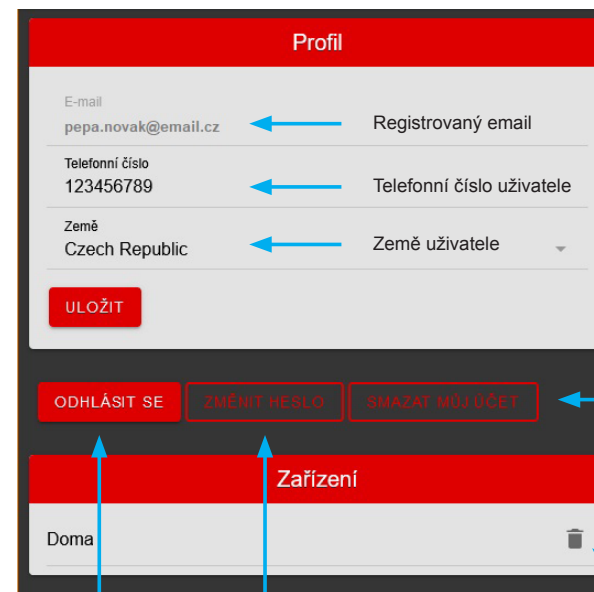 Profil
E-mail
pepa.novak@email.cz
Registrovaný email
Telefonní číslo
123456789
Telefonní číslo uživatele
Země
Czech Republic
Země uživatele
ULOŽIT
ODHLÁSIT SE
ZMĚNIT HESLO
SMAZAT MŮJ ÚČET
Zařízení
Doma